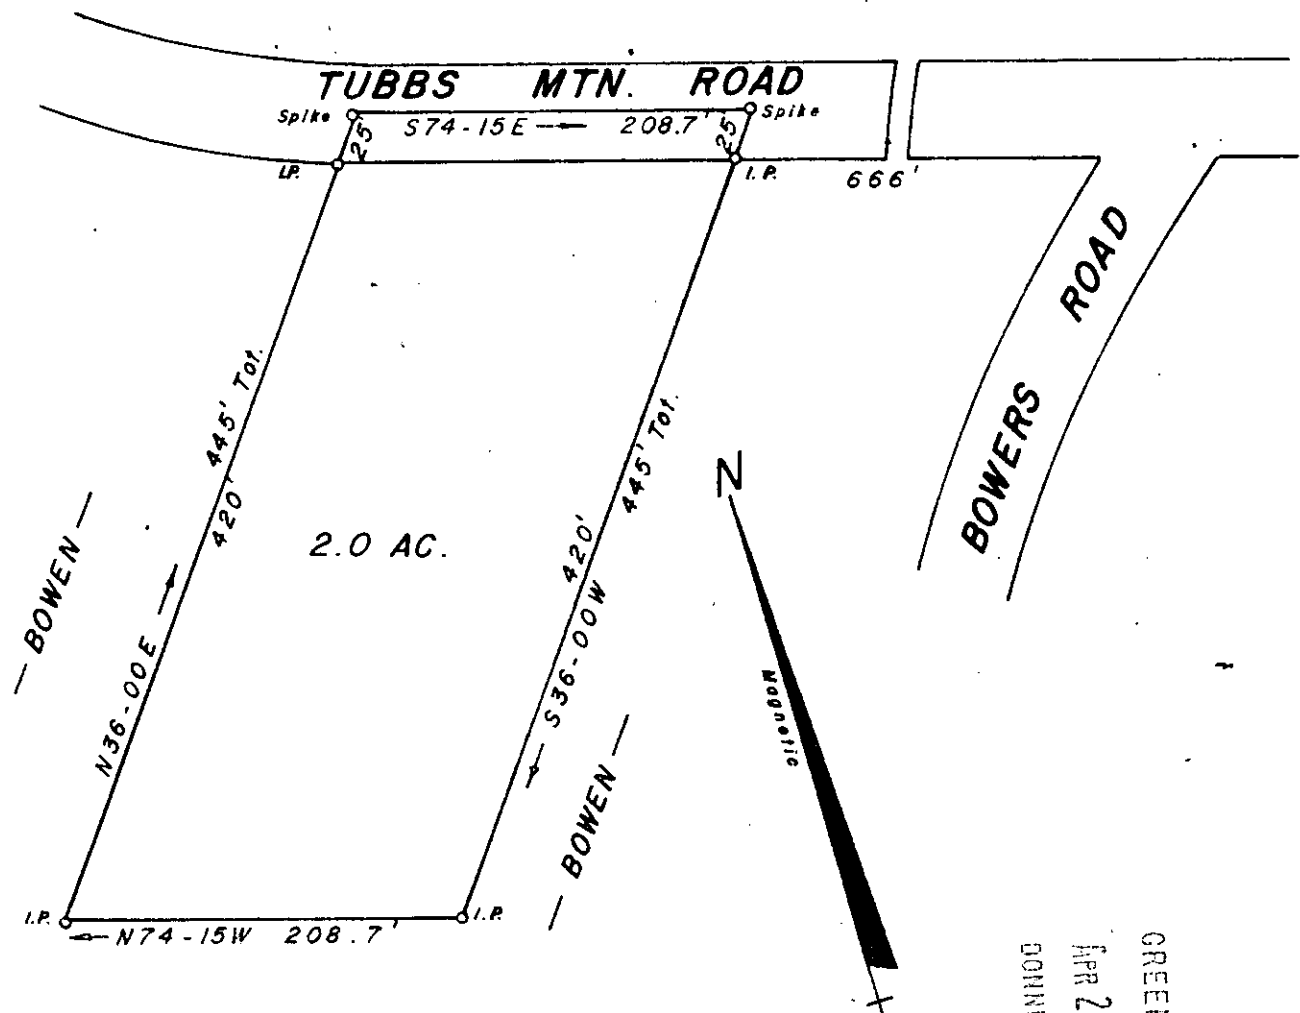 TUBBS MTN. ROAD
Spike
Spike
S74-15E 208.7'
25'
25'
I.P.
I.P.
666'
BOWERS ROAD
445' Tot.
420'
N36-00E
445' Tot.
420'
S36-00W
2.0 AC.
N
Magnetic
— BOWEN —
— BOWEN —
I.P.
I.P.
N74-15W 208.7'
GREEN
APR 2
DONN